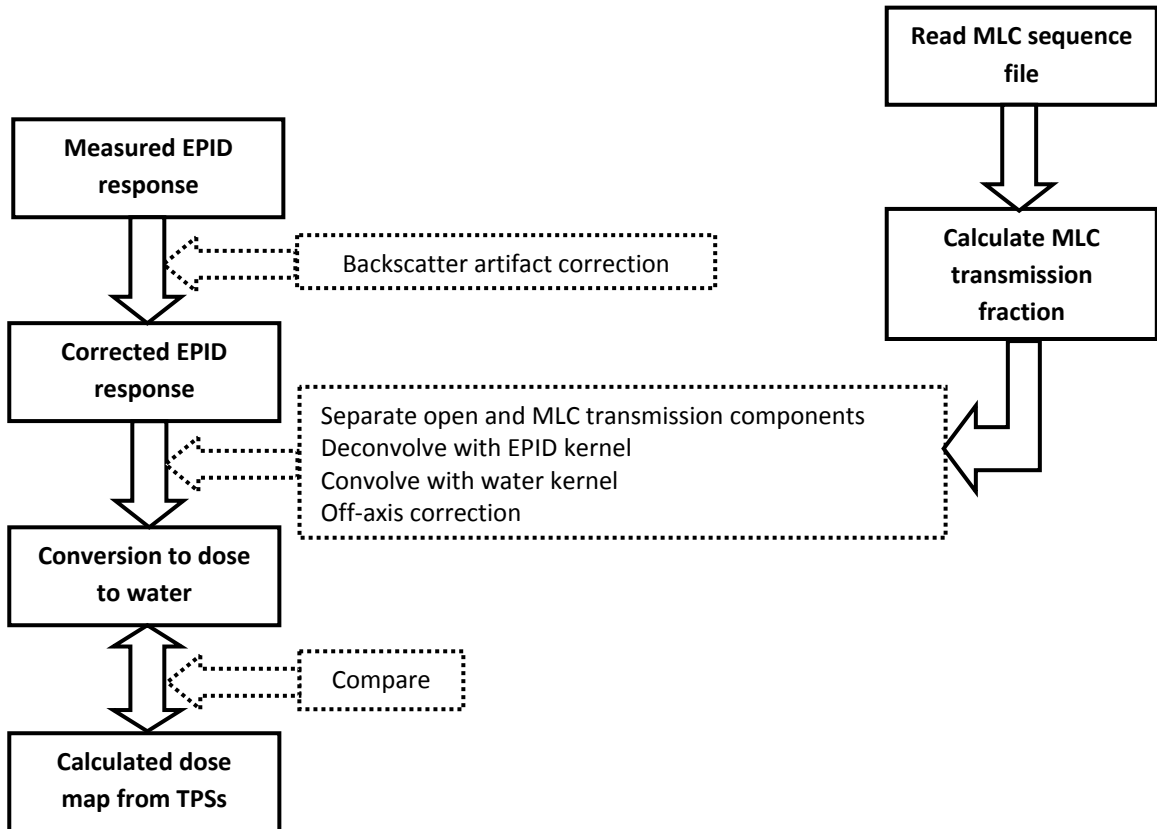 Read MLC sequence
file
Measured EPID
response
Backscatter artifact correction
Calculate MLC
transmission
fraction
Corrected EPID
response
Separate open and MLC transmission components
Deconvolve with EPID kernel
Convolve with water kernel
Off-axis correction
Conversion to dose
to water
Compare
Calculated dose
map from TPSs